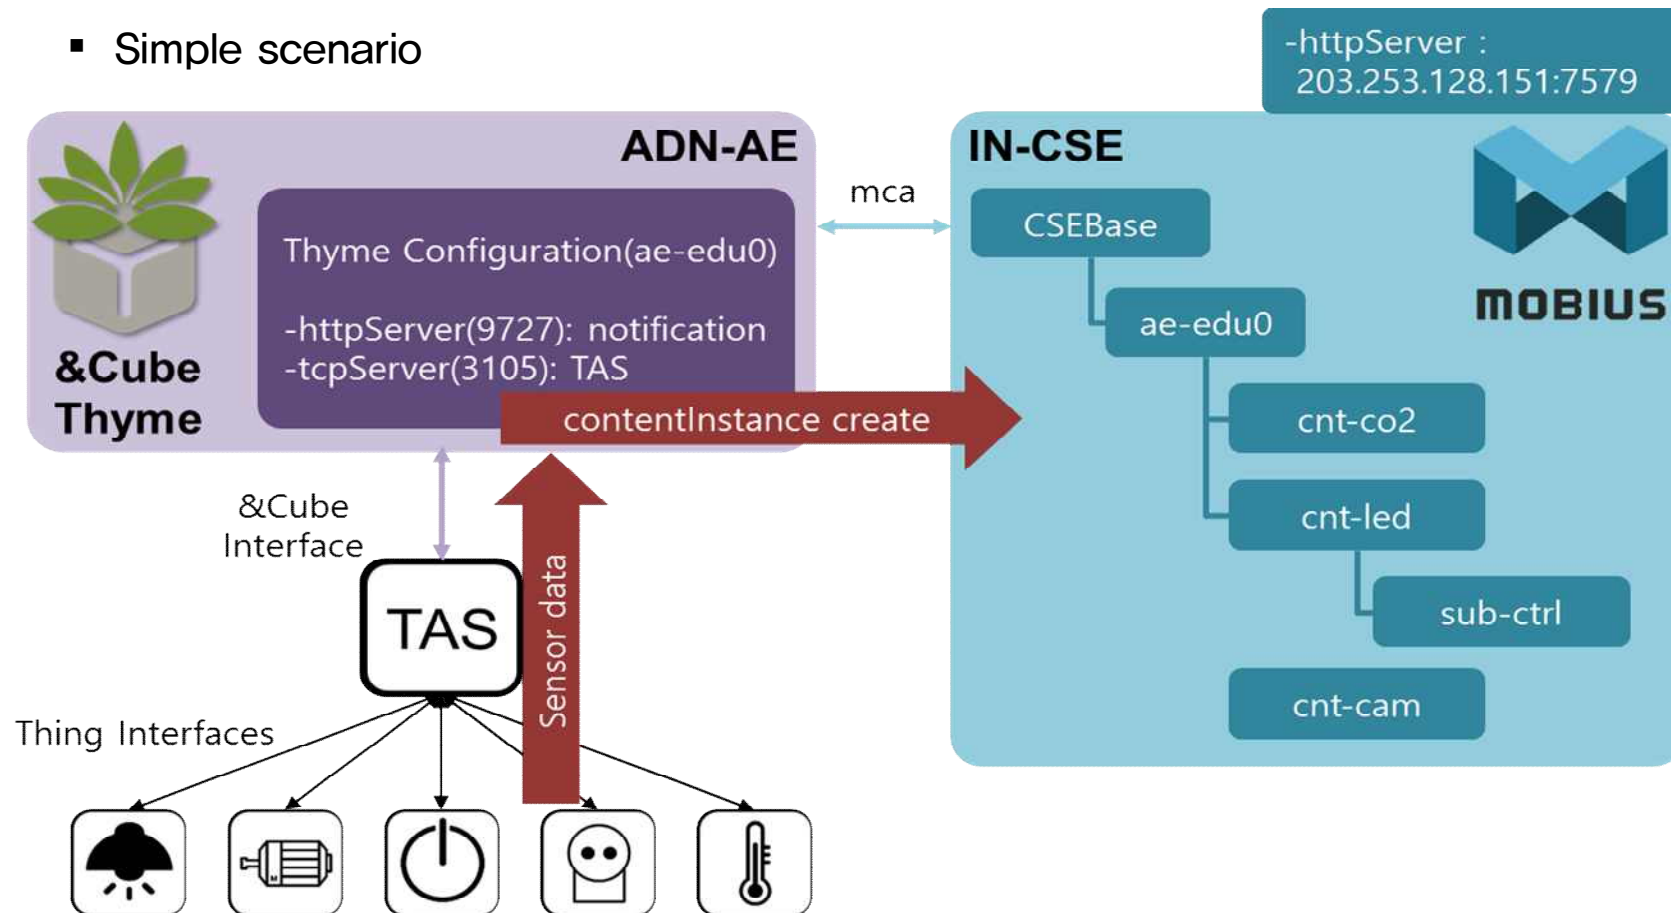 ▪ Simple scenario
-httpServer :
203.253.128.151:7579
ADN-AE
Thyme Configuration(ae-edu0)
-httpServer(9727): notification
-tcpServer(3105): TAS
&Cube
Thyme
mca
IN-CSE
CSEBase
ae-edu0
cnt-co2
cnt-led
sub-ctrl
cnt-cam
MOBIUS
contentInstance create
&Cube
Interface
TAS
Sensor data
Thing Interfaces
M